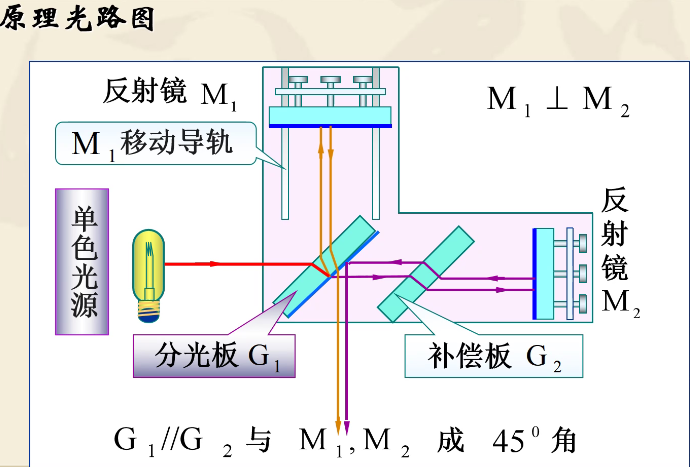 原理光路图
反射镜 M₁
M₁ ⊥ M₂
M₁移动导轨
单色光源
反射镜 M₂
分光板 G₁
补偿板 G₂
G₁//G₂ 与 M₁, M₂ 成 45⁰ 角